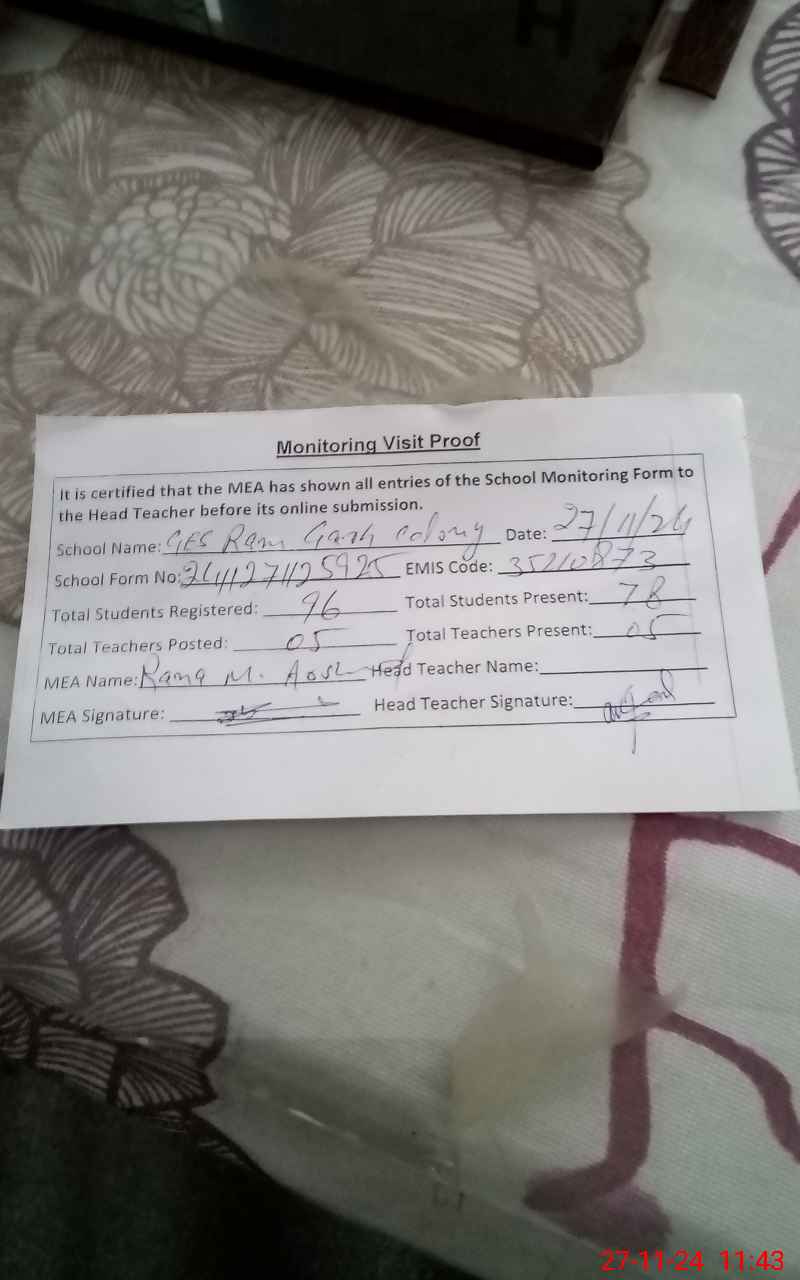 Monitoring Visit Proof
It is certified that the MEA has shown all entries of the School Monitoring Form to
the Head Teacher before its online submission.
School Name: GES Ram Garh Colony Date: 27/11/24
School Form No: 2411271125925 EMIS Code: 35210873
Total Students Registered: 96 Total Students Present: 78
Total Teachers Posted: 05 Total Teachers Present: 05
MEA Name: Rana M. Head Teacher Name:
MEA Signature: Head Teacher Signature:
27-11-24 11:43